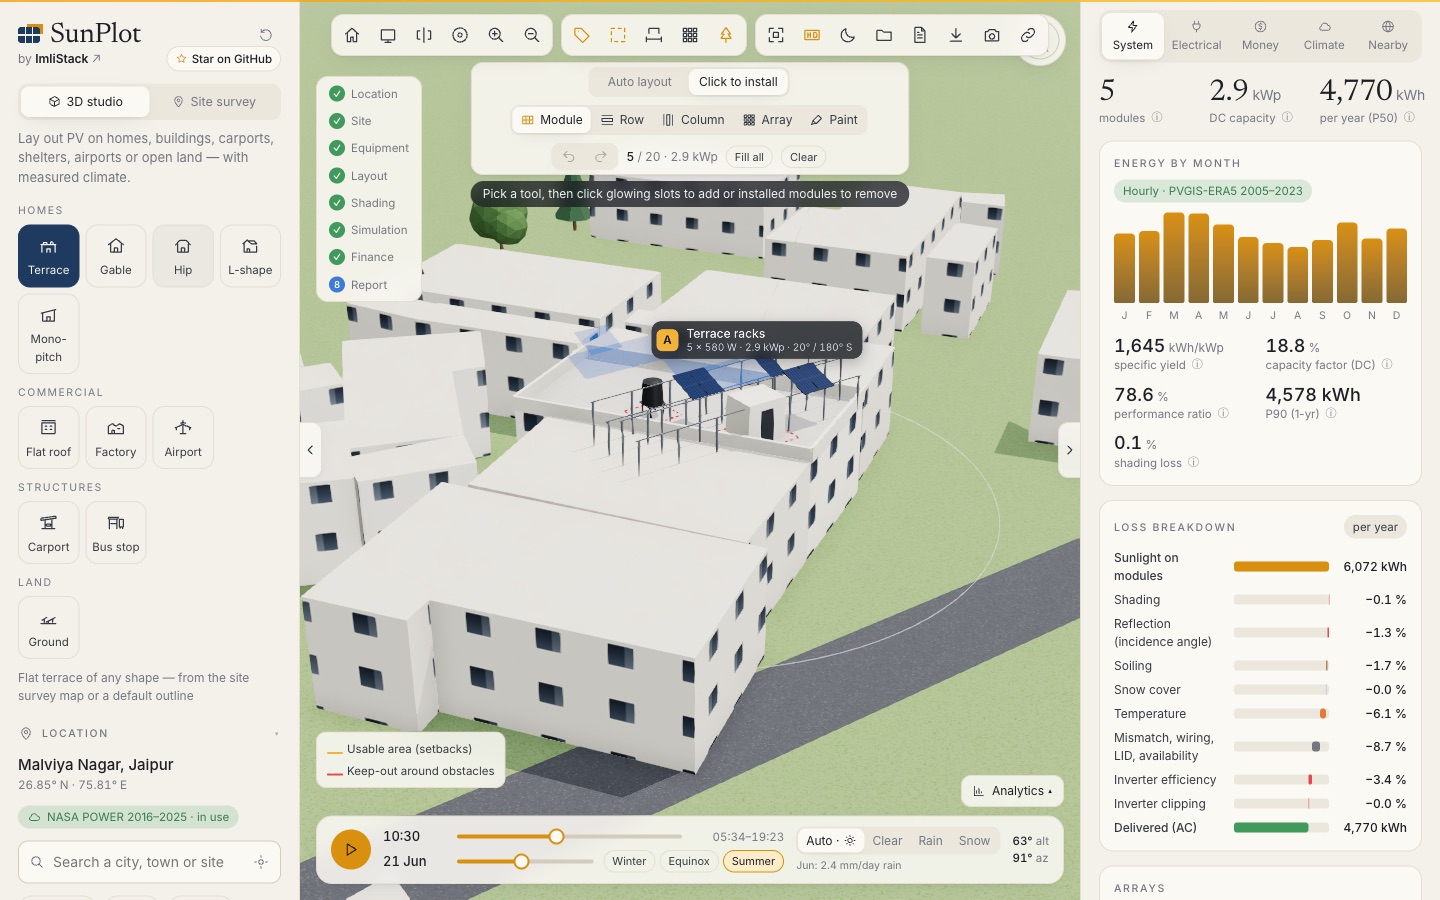 SunPlot
by ImliStack ↗
Star on GitHub
3D studio
Site survey
Lay out PV on homes, buildings, carports,
shelters, airports or open land — with
measured climate.
HOMES
Terrace
Gable
Hip
L-shape
Mono-
pitch
COMMERCIAL
Flat roof
Factory
Airport
STRUCTURES
Carport
Bus stop
LAND
Ground
Flat terrace of any shape — from the site
survey map or a default outline
LOCATION
Malviya Nagar, Jaipur
26.85° N · 75.81° E
NASA POWER 2016–2025 · in use
Search a city, town or site
HD
Location
Site
Equipment
Layout
Shading
Simulation
Finance
8 Report
Auto layout
Click to install
Module
Row
Column
Array
Paint
5 / 20 · 2.9 kWp
Fill all
Clear
Pick a tool, then click glowing slots to add or installed modules to remove
A
Terrace racks
5 × 580 W · 2.9 kWp · 20° / 180° S
Usable area (setbacks)
Keep-out around obstacles
Analytics
10:30
05:34–19:23
21 Jun
Winter
Equinox
Summer
Auto ·
Clear
Rain
Snow
Jun: 2.4 mm/day rain
63° alt
91° az
System
Electrical
Money
Climate
Nearby
5
modules
2.9 kWp
DC capacity
4,770 kWh
per year (P50)
ENERGY BY MONTH
Hourly · PVGIS-ERA5 2005–2023
J F M A M J J A S O N D
1,645 kWh/kWp
specific yield
18.8 %
capacity factor (DC)
78.6 %
performance ratio
4,578 kWh
P90 (1-yr)
0.1 %
shading loss
LOSS BREAKDOWN
per year
Sunlight on
modules
6,072 kWh
Shading
−0.1 %
Reflection
(incidence angle)
−1.3 %
Soiling
−1.7 %
Snow cover
−0.0 %
Temperature
−6.1 %
Mismatch, wiring,
LID, availability
−8.7 %
Inverter efficiency
−3.4 %
Inverter clipping
−0.0 %
Delivered (AC)
4,770 kWh
ARRAYS